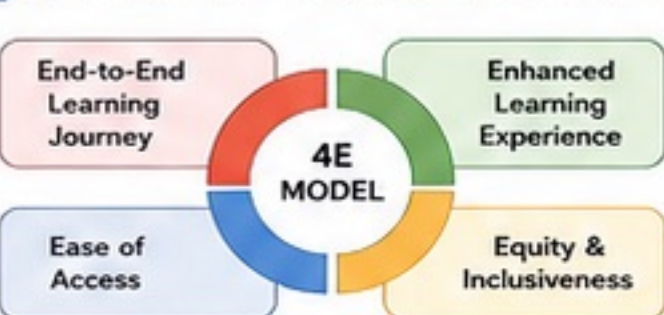 End-to-End
Learning
Journey
Enhanced
Learning
Experience
4E
MODEL
Ease of
Access
Equity &
Inclusiveness